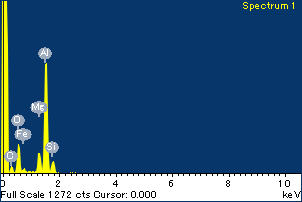 Spectrum 1
Al
O
Mg
Fe
Si
0 2 4 6 8 10
Full Scale 1272 cts Cursor: 0.000 keV